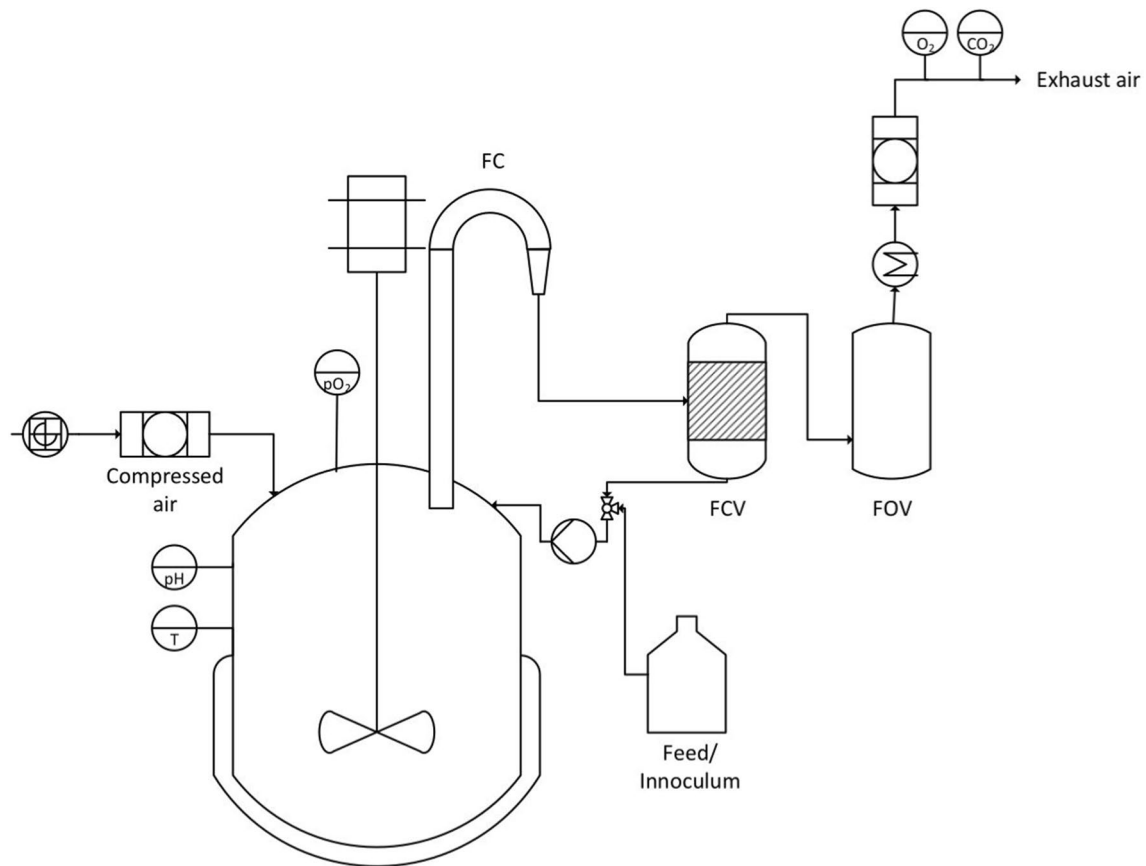 O2
CO2
Exhaust air
FC
pO2
Compressed
air
FCV
FOV
pH
T
Feed/
Innoculum